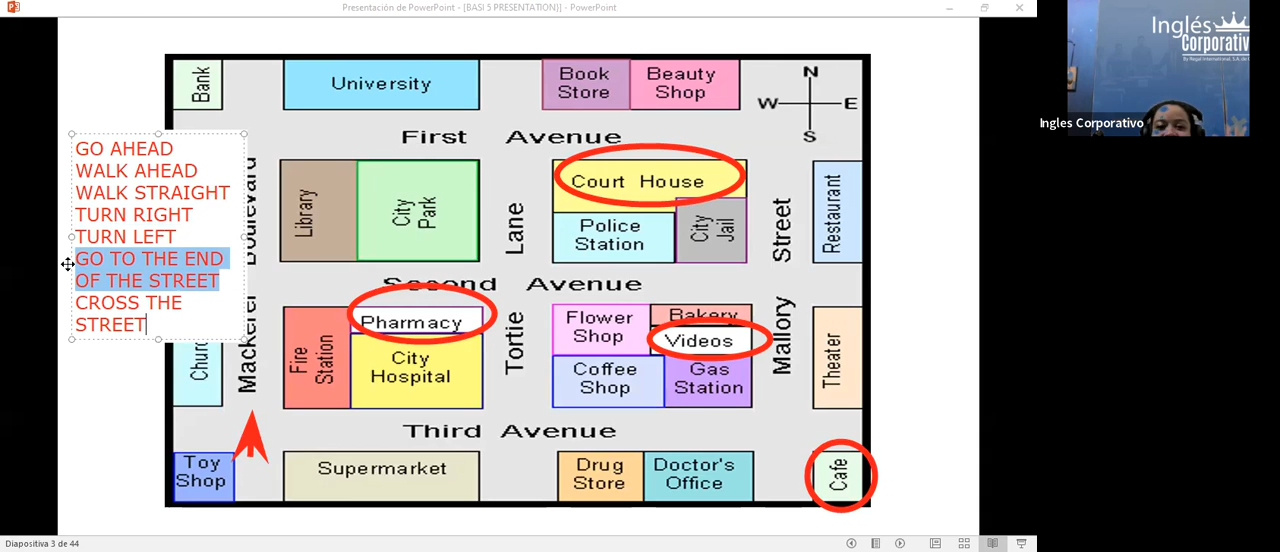 Presentación de PowerPoint - [BASI 5 PRESENTATION)] - PowerPoint
Inglés
Corporativ
Ingles Corporativo
Bank
University
Book
Store
Beauty
Shop
N
W
E
S
First Avenue
GO AHEAD
WALK AHEAD
WALK STRAIGHT
TURN RIGHT
TURN LEFT
GO TO THE END
OF THE STREET
CROSS THE
STREET
Boulevard
Library
City
Park
Lane
Court House
Police
Station
City
Jail
Street
Restaurant
Second Avenue
Church
Mackerel
Fire
Station
Pharmacy
City
Hospital
Tortie
Flower
Shop
Bakery
Videos
Coffee
Shop
Gas
Station
Mallory
Theater
Third Avenue
Toy
Shop
Supermarket
Drug
Store
Doctor's
Office
Cafe
Diapositiva 3 de 44